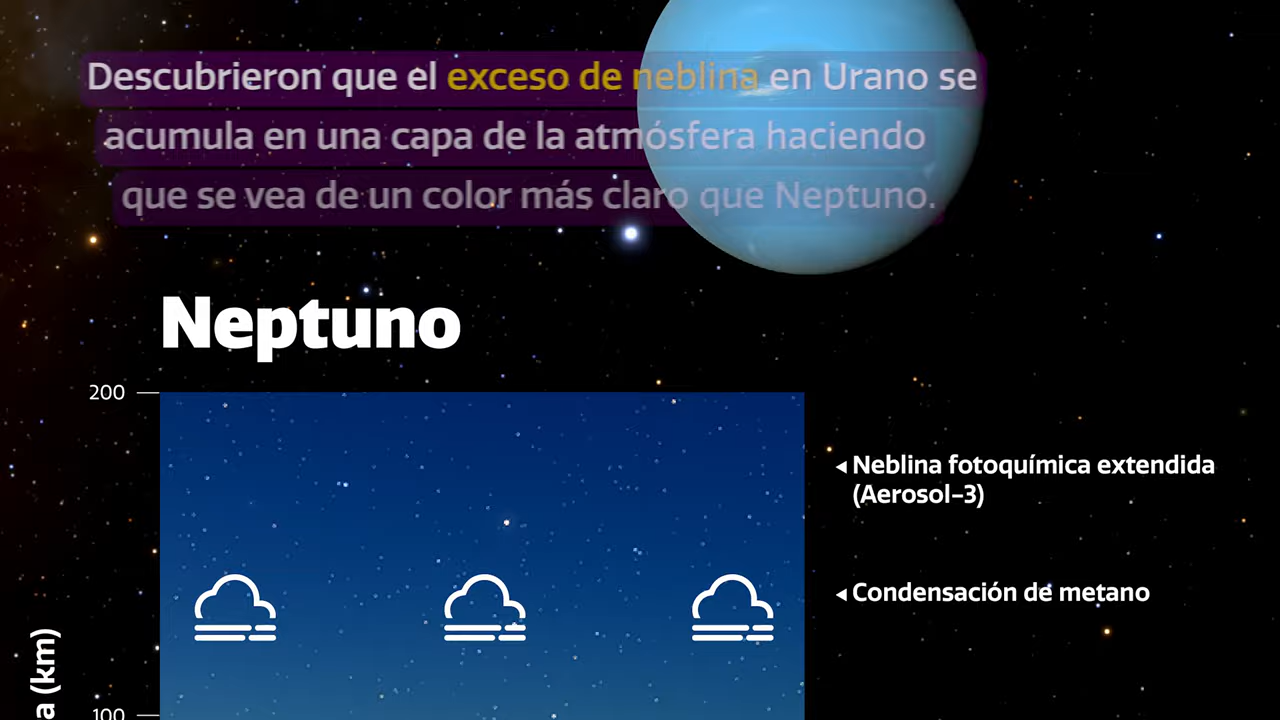 Descubrieron que el exceso de neblina en Urano se
acumula en una capa de la atmósfera haciendo
que se vea de un color más claro que Neptuno.
Neptuno
200
Neblina fotoquímica extendida
(Aerosol-3)
Condensación de metano
(km)
100